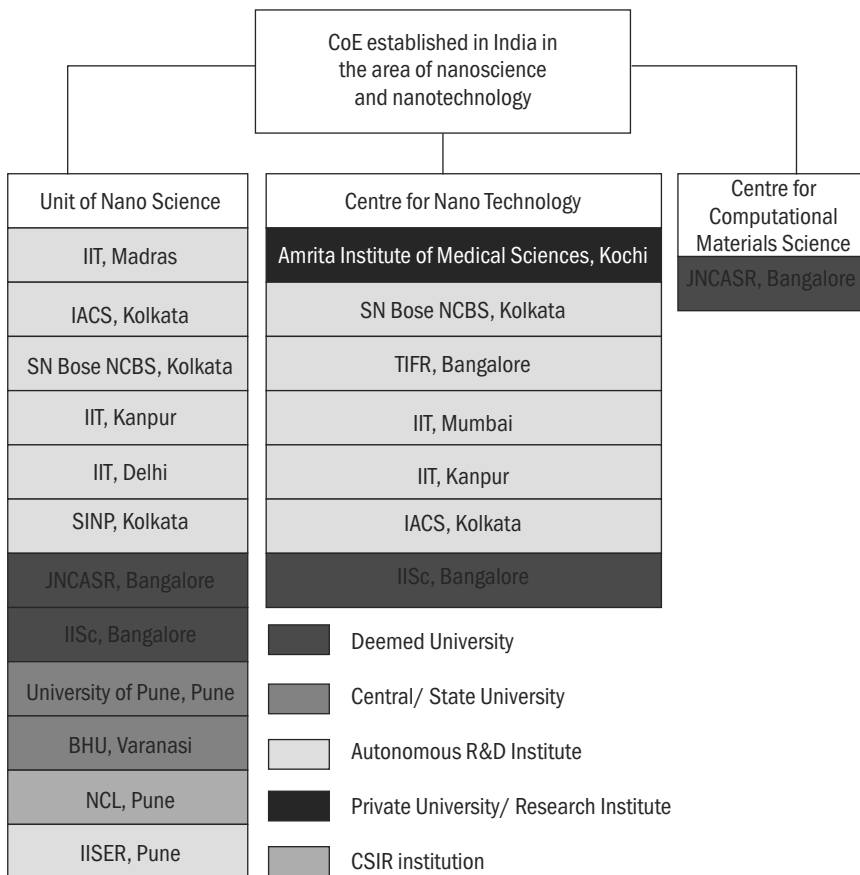 CoE established in India in
the area of nanoscience
and nanotechnology
Unit of Nano Science
IIT, Madras
IACS, Kolkata
SN Bose NCBS, Kolkata
IIT, Kanpur
IIT, Delhi
SINP, Kolkata
JNCASR, Bangalore
IISc, Bangalore
University of Pune, Pune
BHU, Varanasi
NCL, Pune
IISER, Pune
Centre for Nano Technology
Amrita Institute of Medical Sciences, Kochi
SN Bose NCBS, Kolkata
TIFR, Bangalore
IIT, Mumbai
IIT, Kanpur
IACS, Kolkata
IISc, Bangalore
Centre for
Computational
Materials Science
JNCASR, Bangalore
Deemed University
Central/ State University
Autonomous R&D Institute
Private University/ Research Institute
CSIR institution